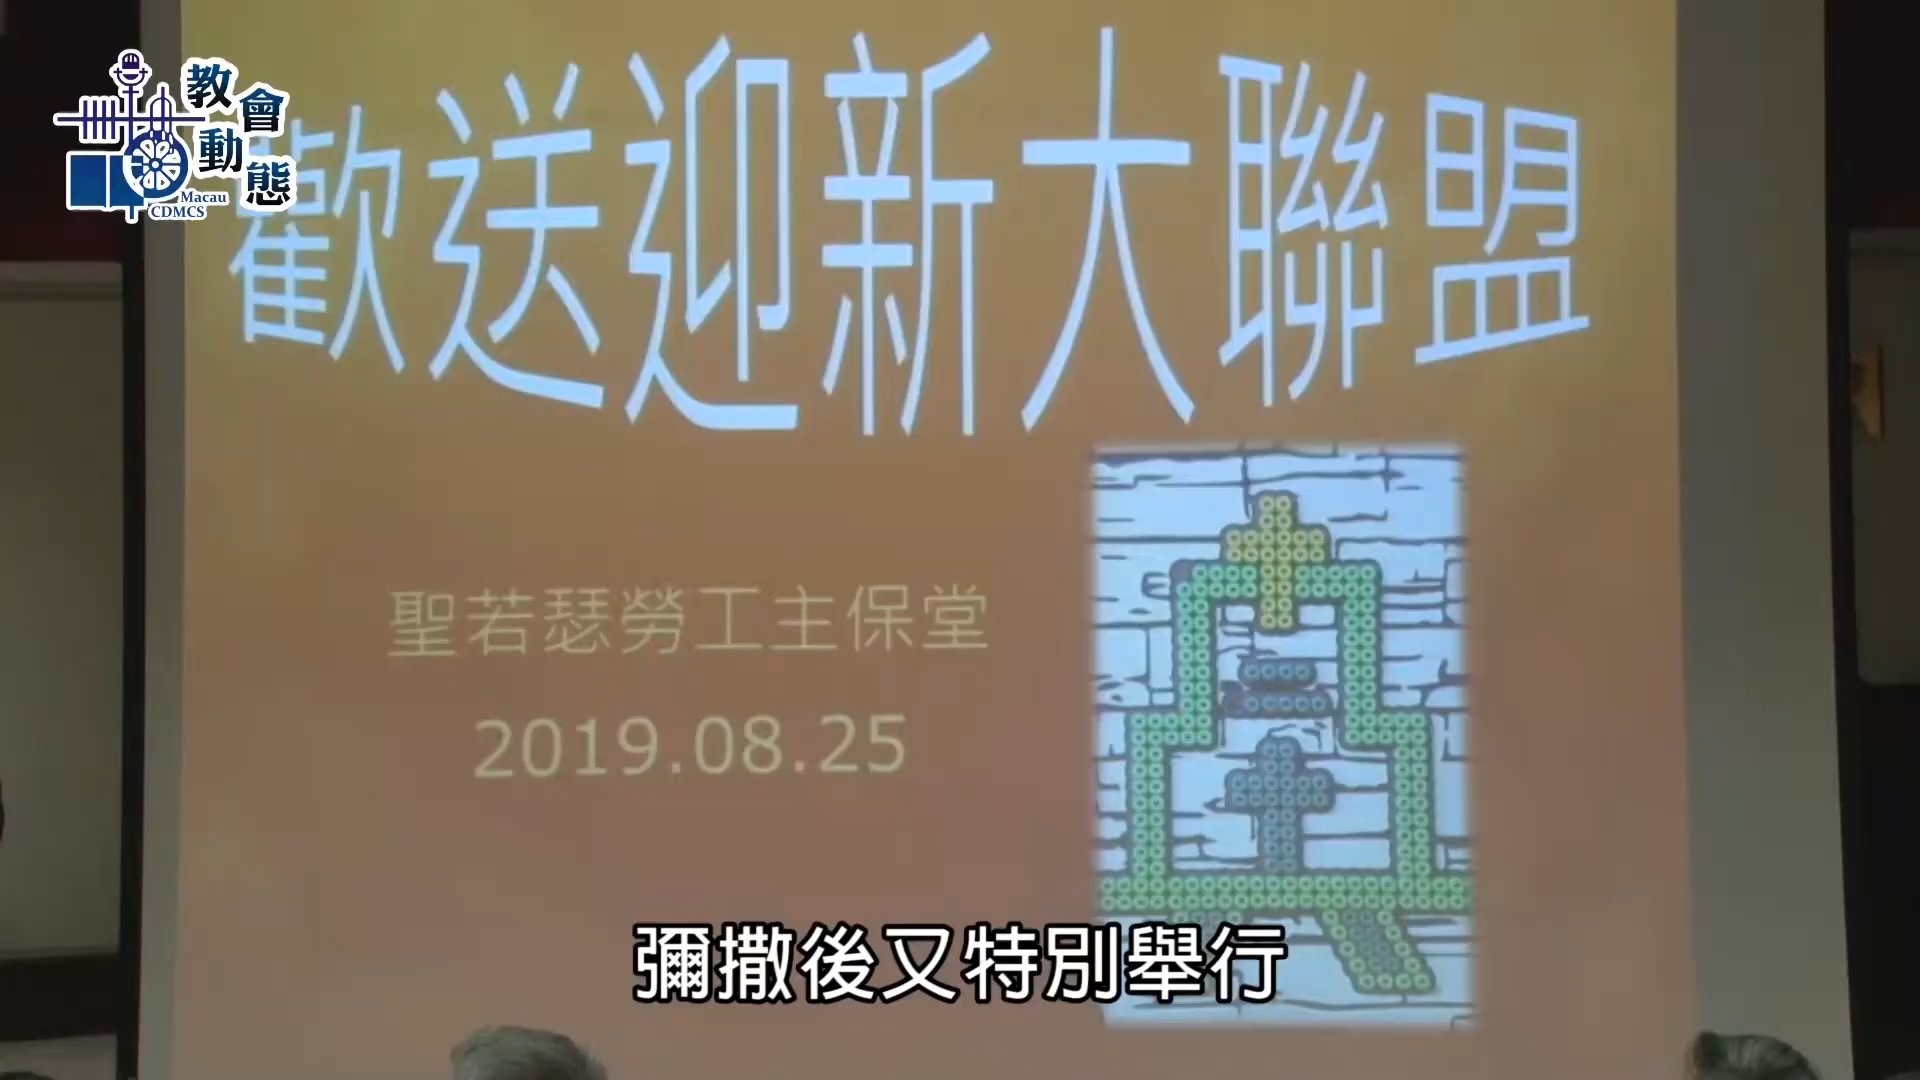 教會
動態
Macau
CDMCS
歡送迎新大聯盟
聖若瑟勞工主保堂
2019.08.25
彌撒後又特別舉行